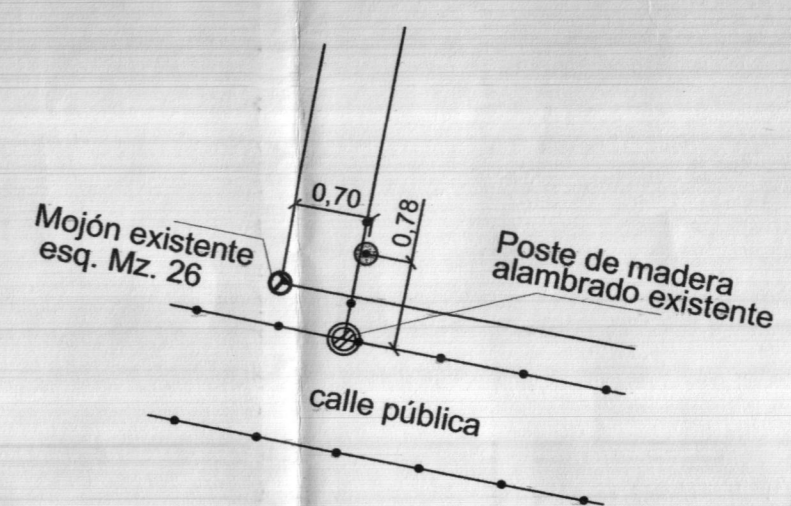 0,70
0,78
Mojón existente
esq. Mz. 26
Poste de madera
alambrado existente
calle pública